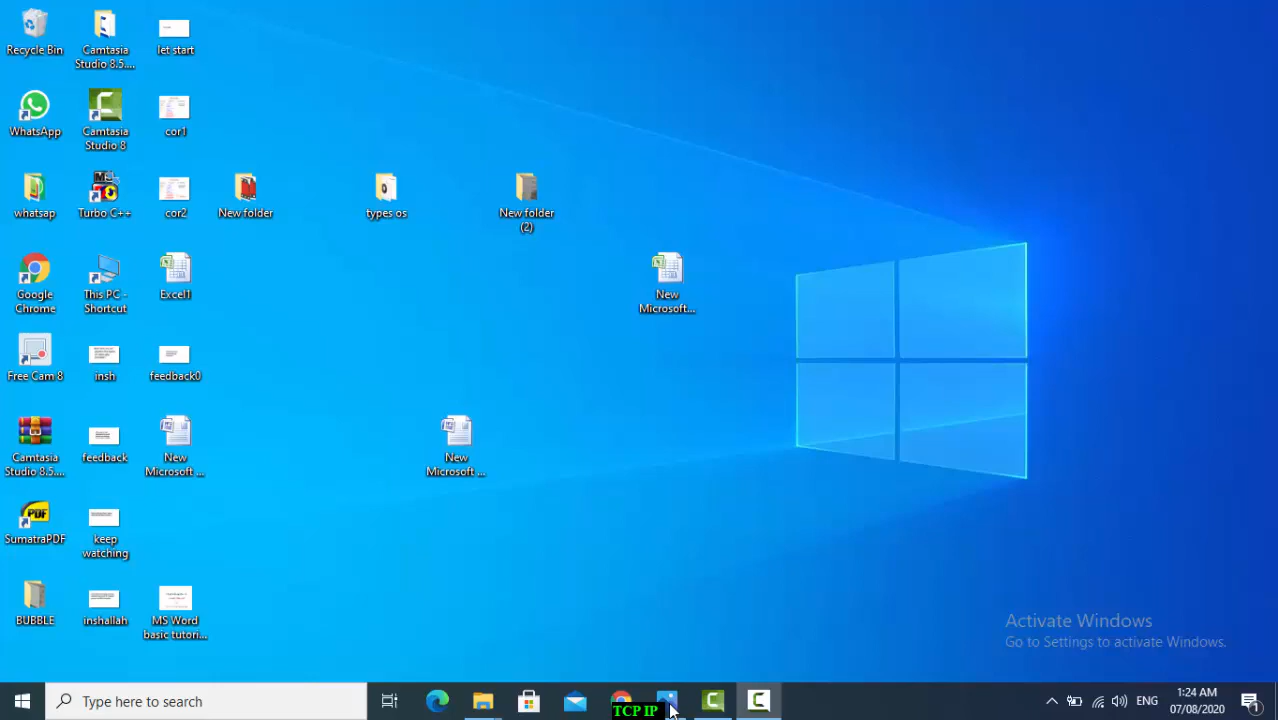 Recycle Bin
Camtasia
Studio 8.5....
let start
WhatsApp
Camtasia
Studio 8
cor1
whatsap
Turbo C++
cor2
New folder
types os
New folder
(2)
Google
Chrome
This PC -
Shortcut
Excel1
New
Microsoft...
Free Cam 8
insh
feedback0
Camtasia
Studio 8.5....
feedback
New
Microsoft ...
New
Microsoft ...
PDF
SumatraPDF
keep
watching
BUBBLE
inshallah
MS Word
basic tutori...
Activate Windows
Go to Settings to activate Windows.
Type here to search
TCP IP
ENG
1:24 AM
07/08/2020
1